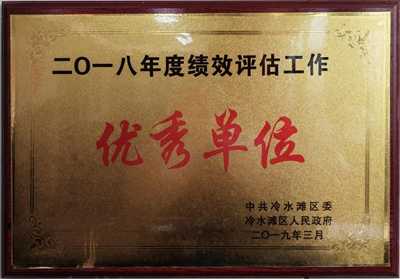 二〇一八年度绩效评估工作
优秀单位
中共冷水滩区委
冷水滩区人民政府
二〇一九年三月